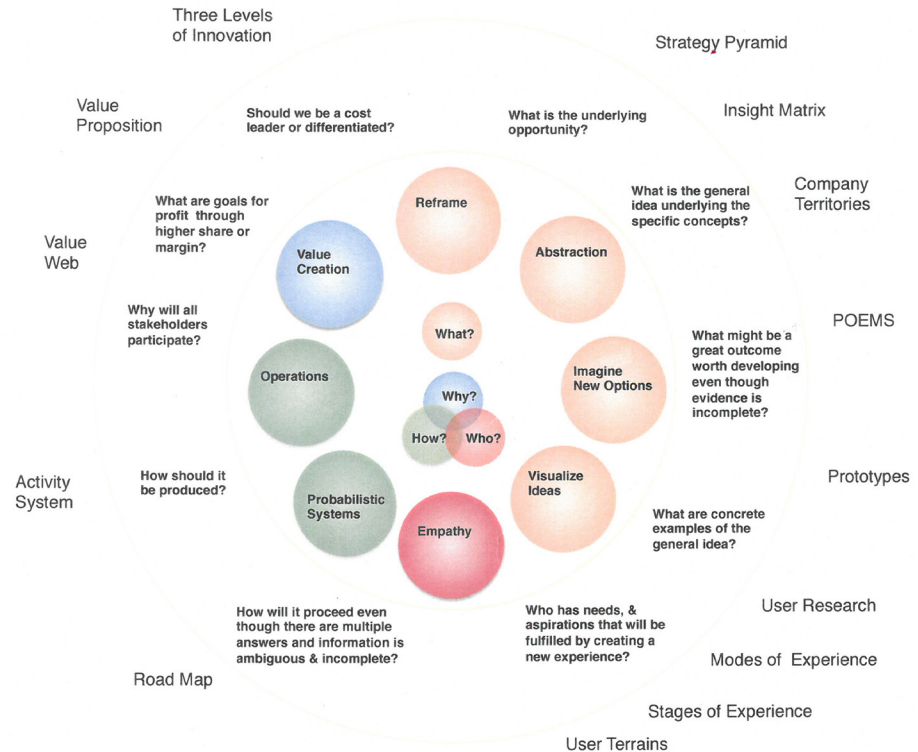 Three Levels
of Innovation
Strategy Pyramid
Value
Proposition
Should we be a cost
leader or differentiated?
What is the underlying
opportunity?
Insight Matrix
What are goals for
profit through
higher share or
margin?
Reframe
What is the general
idea underlying the
specific concepts?
Company
Territories
Value
Web
Value
Creation
Abstraction
Why will all
stakeholders
participate?
What?
POEMS
What might be a
great outcome
worth developing
even though
evidence is
incomplete?
Operations
Imagine
New Options
Why?
How?
Who?
Activity
System
How should it
be produced?
Probabilistic
Systems
Empathy
Visualize
Ideas
Prototypes
What are concrete
examples of the
general idea?
How will it proceed even
though there are multiple
answers and information is
ambiguous & incomplete?
Who has needs, &
aspirations that will be
fulfilled by creating a
new experience?
User Research
Modes of Experience
Road Map
Stages of Experience
User Terrains